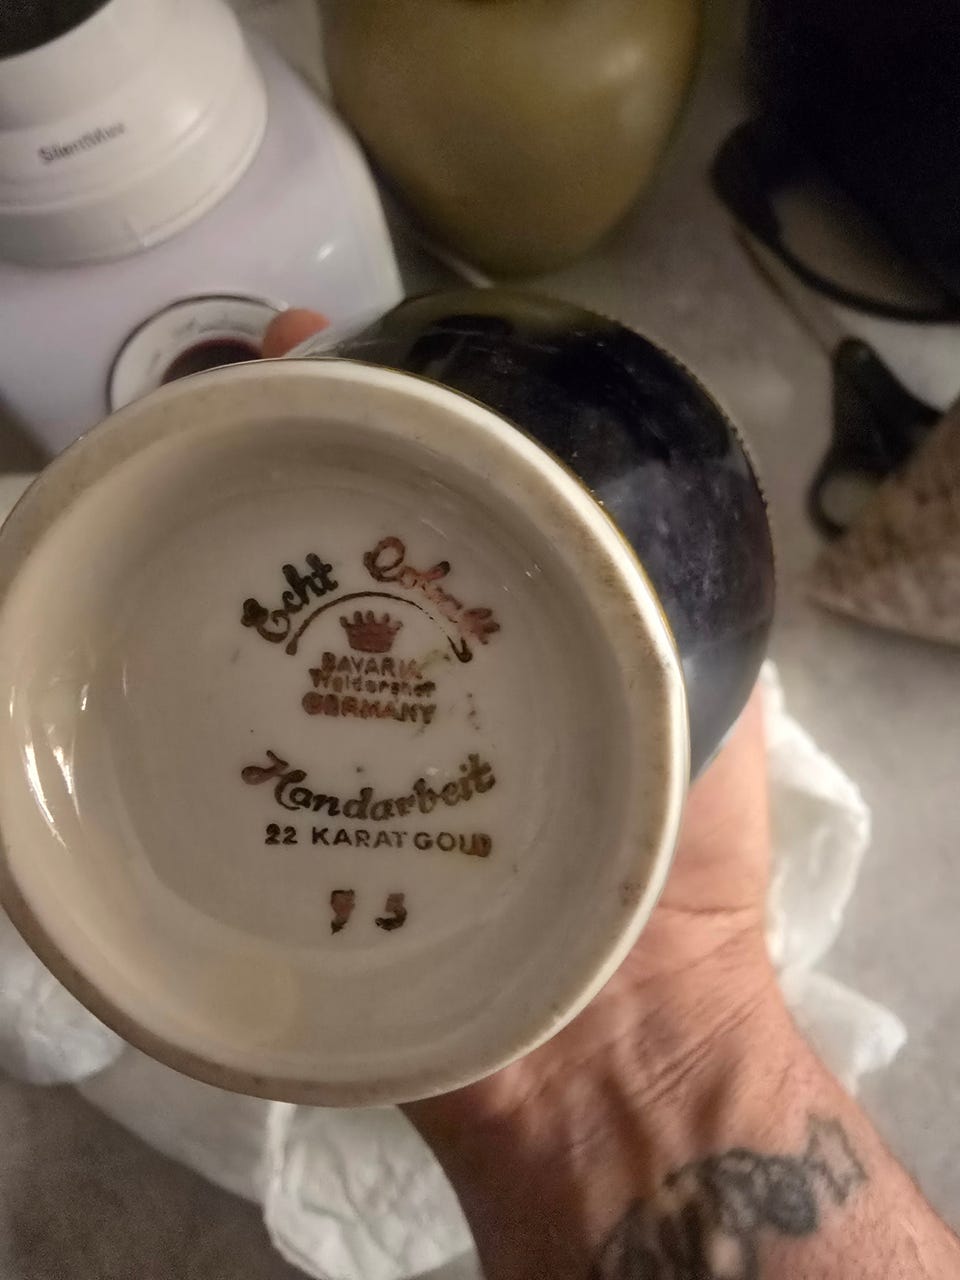 Echt Cobalt
BAVARIA
Waldershof
GERMANY
Handarbeit
22 KARAT GOLD